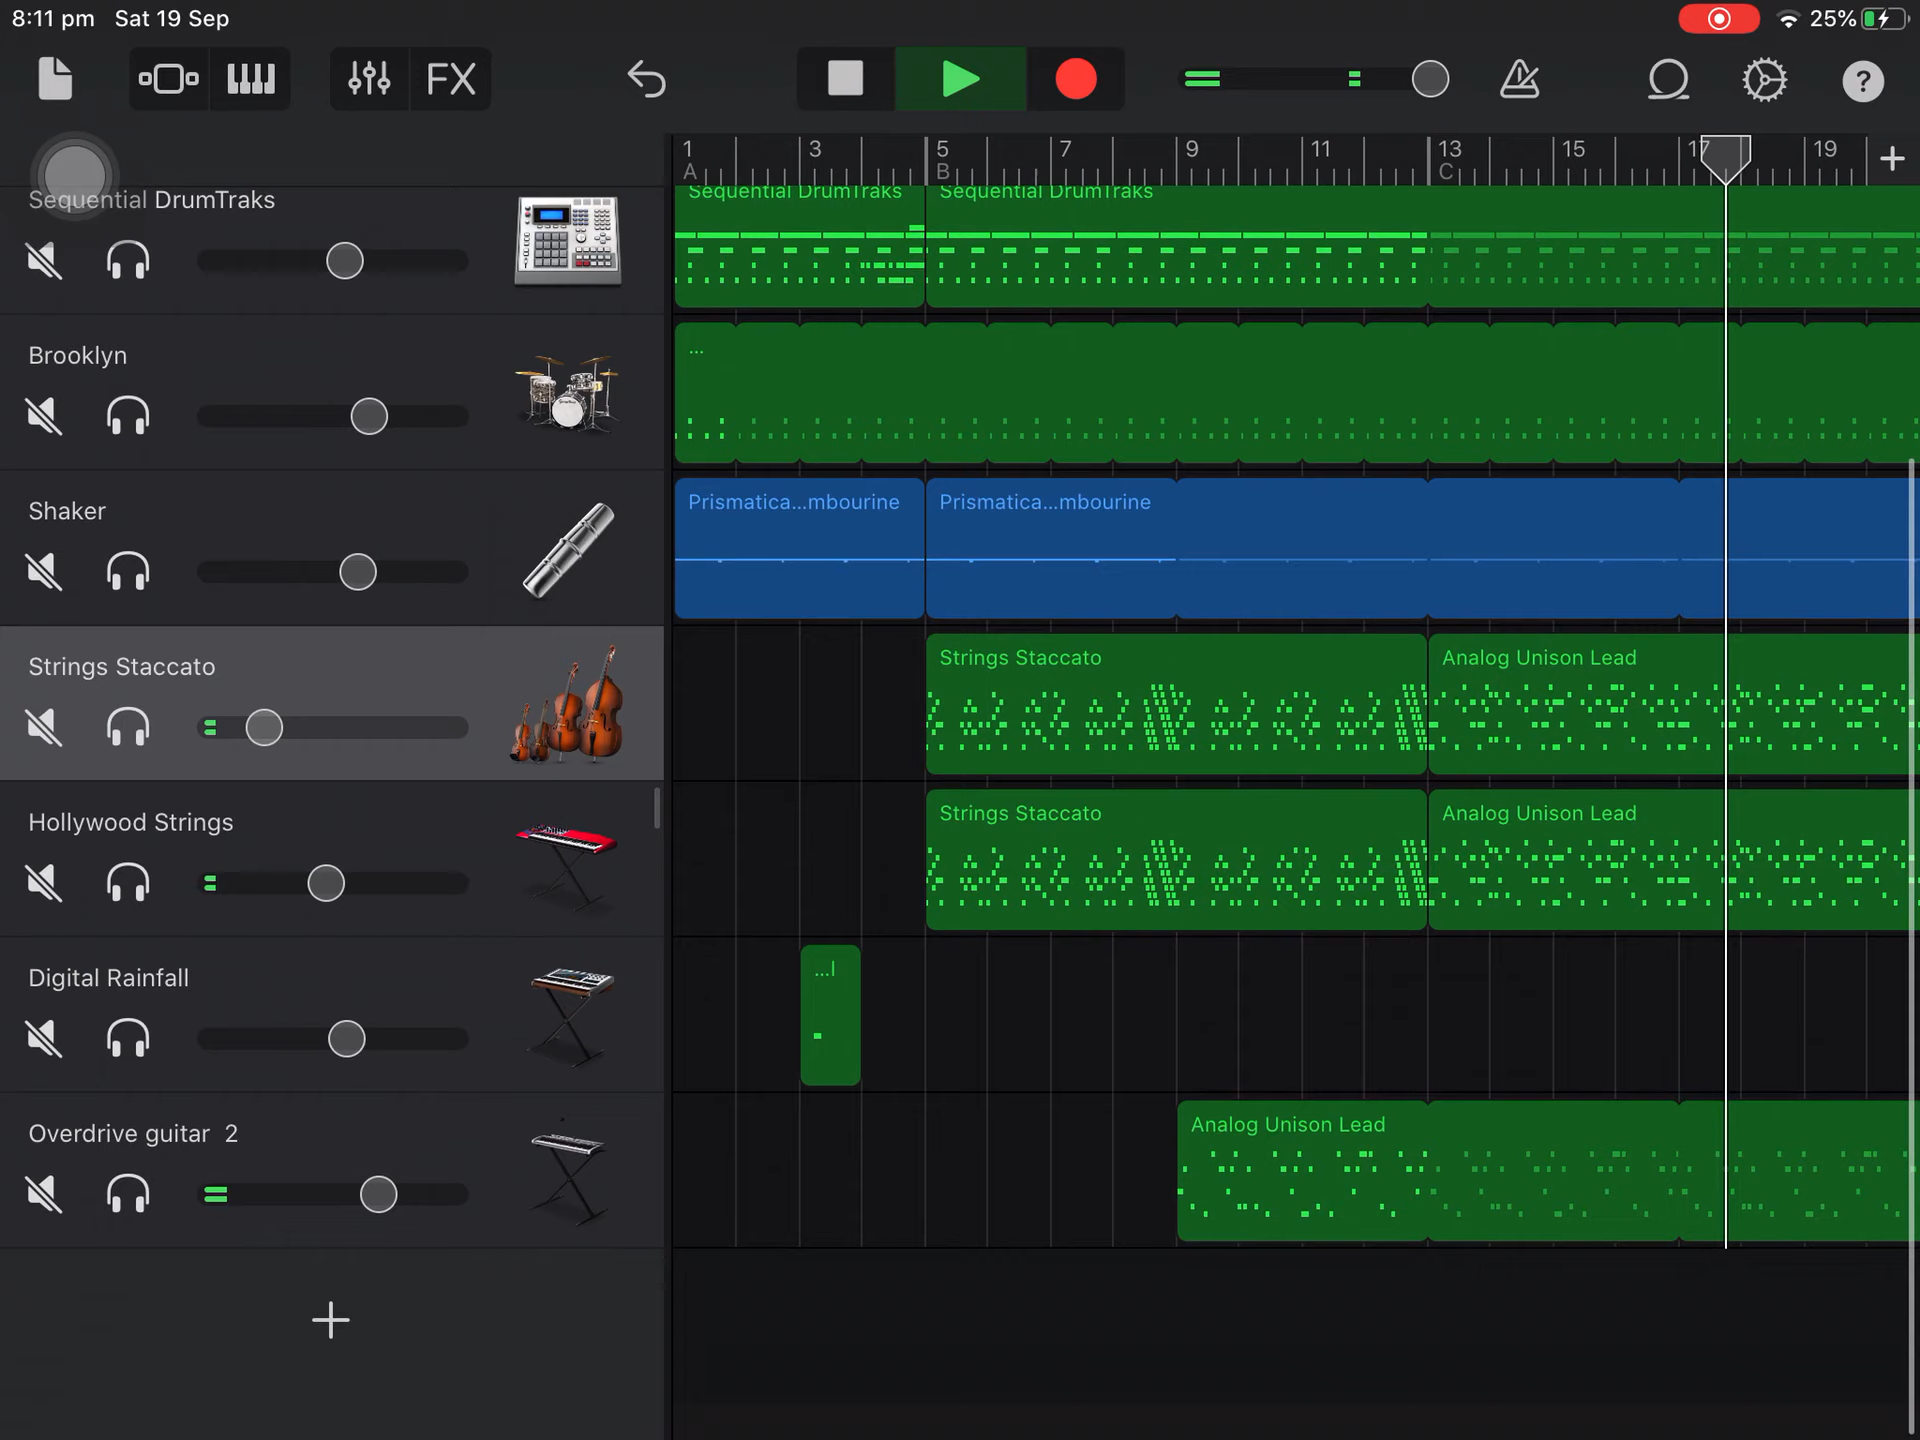 8:11 pm Sat 19 Sep
25%
FX
?
1 3 5 7 9 11 13 15 17 19 +
A B C
Sequential DrumTraks
Sequential DrumTraks
Sequential DrumTraks
Brooklyn
...
Shaker
Prismatica...mbourine
Prismatica...mbourine
Strings Staccato
Strings Staccato
Analog Unison Lead
Hollywood Strings
Strings Staccato
Analog Unison Lead
Digital Rainfall
...l
Overdrive guitar 2
Analog Unison Lead
+